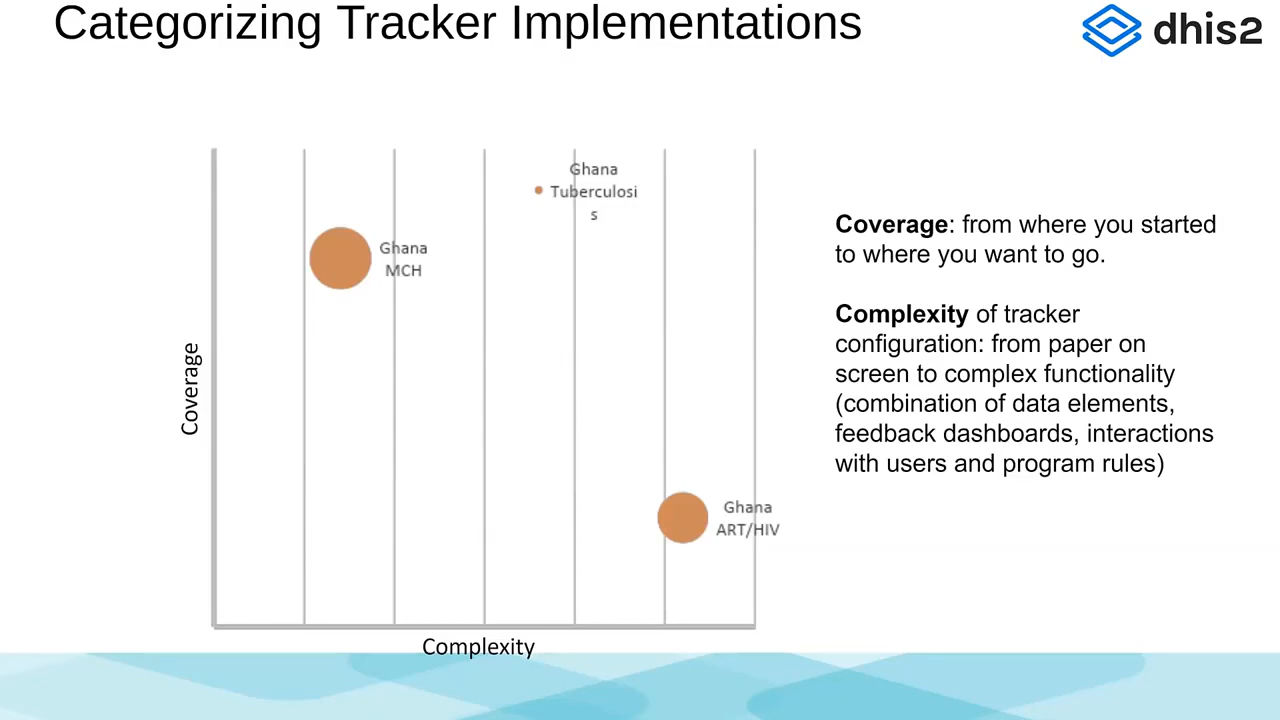 Categorizing Tracker Implementations
dhis2
Ghana
Tuberculosi
s
Ghana
MCH
Coverage
Ghana
ART/HIV
Complexity
Coverage: from where you started
to where you want to go.
Complexity of tracker
configuration: from paper on
screen to complex functionality
(combination of data elements,
feedback dashboards, interactions
with users and program rules)